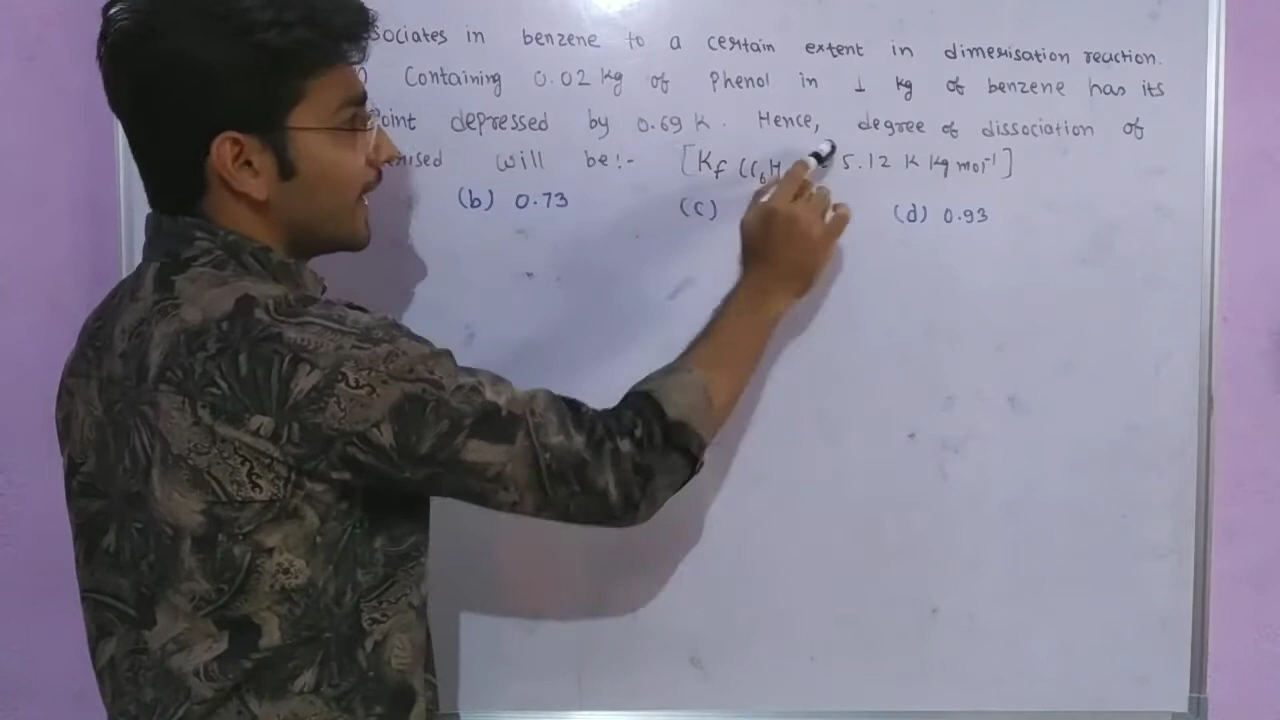 sociates in benzene to a certain extent in dimerisation reaction.
Containing 0.02 kg of Phenol in 1 kg of benzene has its
Point depressed by 0.69 K. Hence, degree of dissociation of
will be:- [Kf (C6H 5.12 K kg mol-1]
(b) 0.73 (c) (d) 0.93